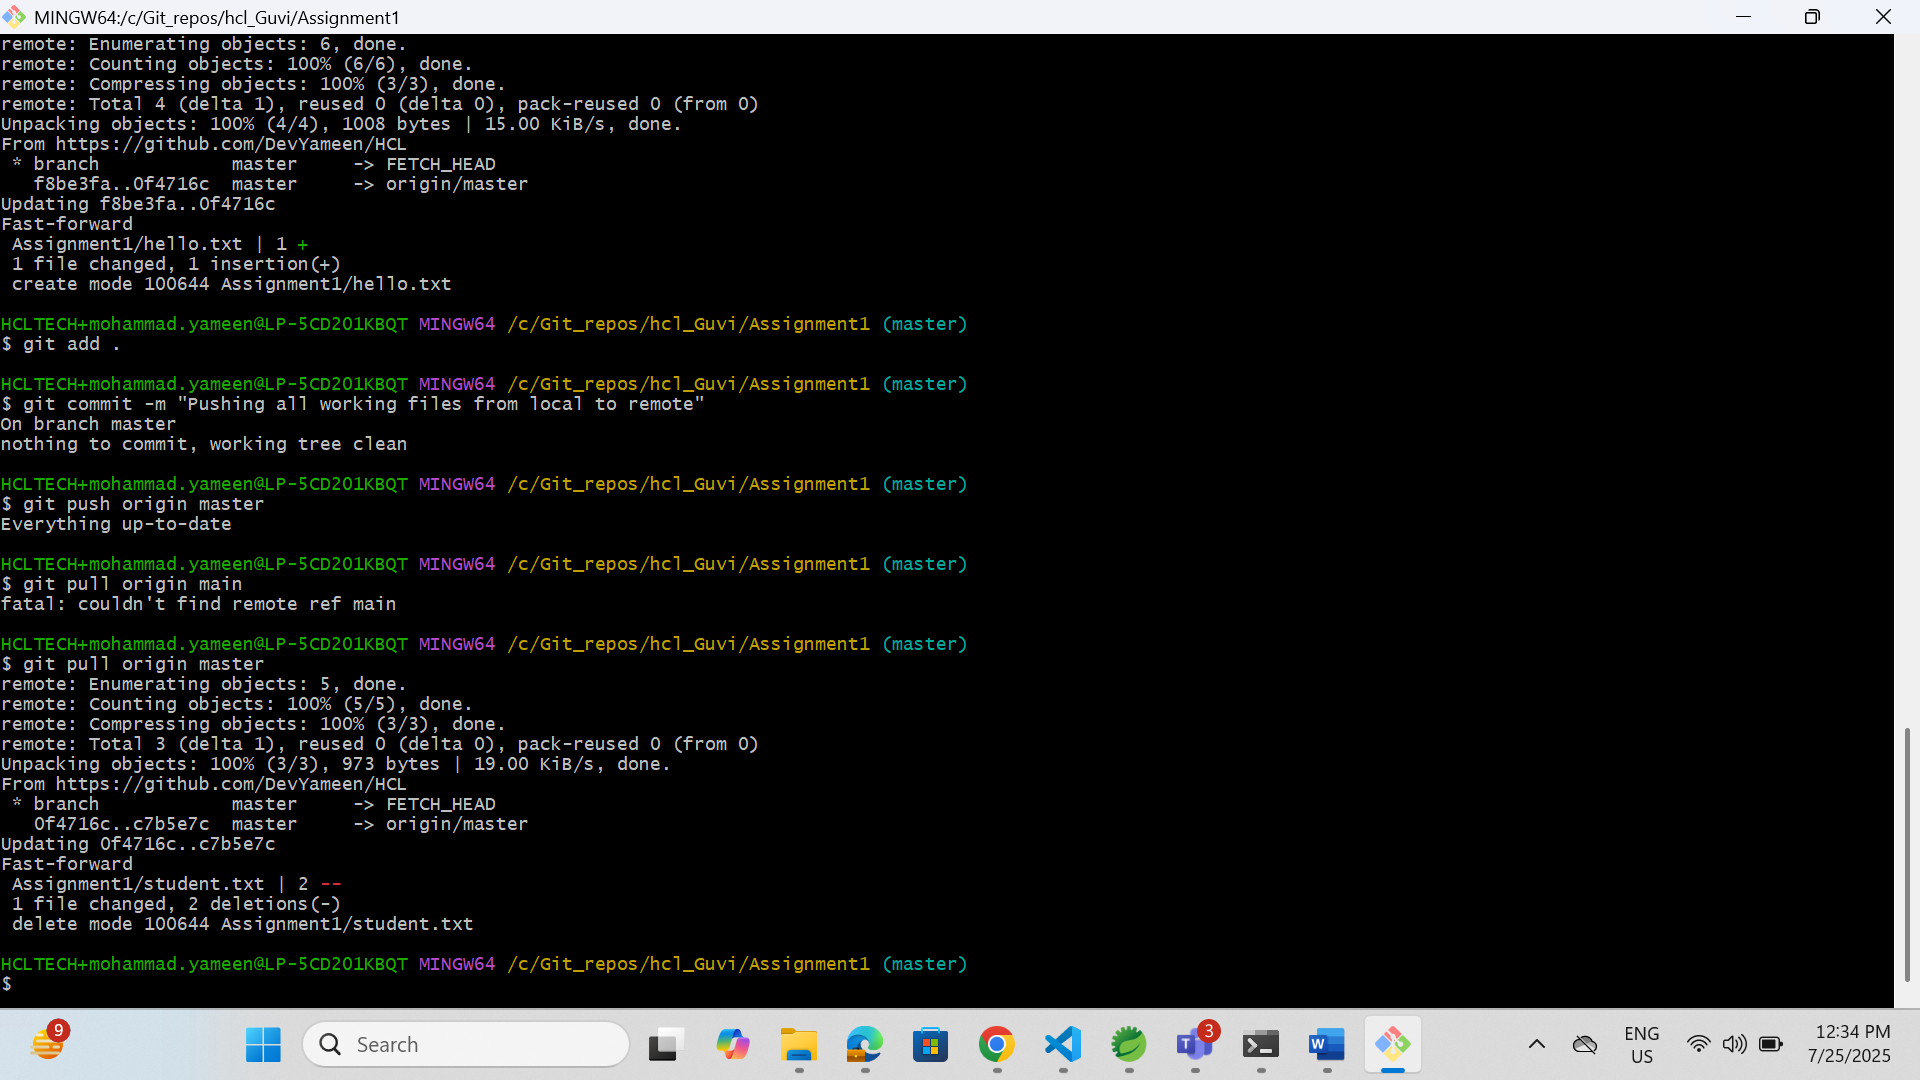 MINGW64:/c/Git_repos/hcl_Guvi/Assignment1
remote: Enumerating objects: 6, done.
remote: Counting objects: 100% (6/6), done.
remote: Compressing objects: 100% (3/3), done.
remote: Total 4 (delta 1), reused 0 (delta 0), pack-reused 0 (from 0)
Unpacking objects: 100% (4/4), 1008 bytes | 15.00 KiB/s, done.
From https://github.com/DevYameen/HCL
 * branch            master     -> FETCH_HEAD
   f8be3fa..0f4716c  master     -> origin/master
Updating f8be3fa..0f4716c
Fast-forward
 Assignment1/hello.txt | 1 +
 1 file changed, 1 insertion(+)
 create mode 100644 Assignment1/hello.txt
HCLTECH+mohammad.yameen@LP-5CD201KBQT MINGW64 /c/Git_repos/hcl_Guvi/Assignment1 (master)
$ git add .
HCLTECH+mohammad.yameen@LP-5CD201KBQT MINGW64 /c/Git_repos/hcl_Guvi/Assignment1 (master)
$ git commit -m "Pushing all working files from local to remote"
On branch master
nothing to commit, working tree clean
HCLTECH+mohammad.yameen@LP-5CD201KBQT MINGW64 /c/Git_repos/hcl_Guvi/Assignment1 (master)
$ git push origin master
Everything up-to-date
HCLTECH+mohammad.yameen@LP-5CD201KBQT MINGW64 /c/Git_repos/hcl_Guvi/Assignment1 (master)
$ git pull origin main
fatal: couldn't find remote ref main
HCLTECH+mohammad.yameen@LP-5CD201KBQT MINGW64 /c/Git_repos/hcl_Guvi/Assignment1 (master)
$ git pull origin master
remote: Enumerating objects: 5, done.
remote: Counting objects: 100% (5/5), done.
remote: Compressing objects: 100% (3/3), done.
remote: Total 3 (delta 1), reused 0 (delta 0), pack-reused 0 (from 0)
Unpacking objects: 100% (3/3), 973 bytes | 19.00 KiB/s, done.
From https://github.com/DevYameen/HCL
 * branch            master     -> FETCH_HEAD
   0f4716c..c7b5e7c  master     -> origin/master
Updating 0f4716c..c7b5e7c
Fast-forward
 Assignment1/student.txt | 2 --
 1 file changed, 2 deletions(-)
 delete mode 100644 Assignment1/student.txt
HCLTECH+mohammad.yameen@LP-5CD201KBQT MINGW64 /c/Git_repos/hcl_Guvi/Assignment1 (master)
$
9
Search
3
ENG
US
12:34 PM
7/25/2025